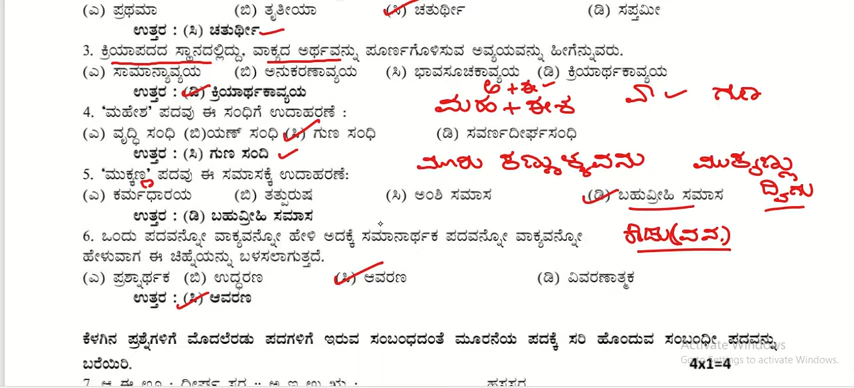 (ಎ) ಪ್ರಥಮಾ (ಬಿ) ತೃತೀಯಾ (ಸಿ) ಚತುರ್ಥೀ (ಡಿ) ಸಪ್ತಮೀ
ಉತ್ತರ : (ಸಿ) ಚತುರ್ಥೀ
3. ಕ್ರಿಯಾಪದದ ಸ್ಥಾನದಲ್ಲಿದ್ದು, ವಾಕ್ಯದ ಅರ್ಥವನ್ನು ಪೂರ್ಣಗೊಳಿಸುವ ಅವ್ಯಯವನ್ನು ಹೀಗೆನ್ನುವರು.
(ಎ) ಸಾಮಾನ್ಯಾವ್ಯಯ (ಬಿ) ಅನುಕರಣಾವ್ಯಯ (ಸಿ) ಭಾವಸೂಚಕಾವ್ಯಯ (ಡಿ) ಕ್ರಿಯಾರ್ಥಕಾವ್ಯಯ
ಉತ್ತರ : (ಡಿ) ಕ್ರಿಯಾರ್ಥಕಾವ್ಯಯ
ಅ+ಈ
ಮಹಾ + ಈಶ ಏ ಗುಣ
4. 'ಮಹೇಶ' ಪದವು ಈ ಸಂಧಿಗೆ ಉದಾಹರಣೆ :
(ಎ) ವೃದ್ಧಿ ಸಂಧಿ (ಬಿ)ಯಣ್ ಸಂಧಿ (ಸಿ) ಗುಣ ಸಂಧಿ (ಡಿ) ಸವರ್ಣದೀರ್ಘಸಂಧಿ
ಉತ್ತರ : (ಸಿ) ಗುಣ ಸಂದಿ
ಮೂರು ಕಣ್ಣುಳ್ಳವನು ಮುಕ್ಕಣ್ಣು
5. 'ಮುಕ್ಕಣ್ಣ' ಪದವು ಈ ಸಮಾಸಕ್ಕೆ ಉದಾಹರಣೆ:
(ಎ) ಕರ್ಮಧಾರಯ (ಬಿ) ತತ್ಪುರುಷ (ಸಿ) ಅಂಶಿ ಸಮಾಸ (ಡಿ) ಬಹುವ್ರೀಹಿ ಸಮಾಸ ದ್ವಿಗು
ಉತ್ತರ : (ಡಿ) ಬಹುವ್ರೀಹಿ ಸಮಾಸ
6. ಒಂದು ಪದವನ್ನೋ ವಾಕ್ಯವನ್ನೋ ಹೇಳಿ ಅದಕ್ಕೆ ಸಮಾನಾರ್ಥಕ ಪದವನ್ನೋ ವಾಕ್ಯವನ್ನೋ
ಹೇಳುವಾಗ ಈ ಚಿಹ್ನೆಯನ್ನು ಬಳಸಲಾಗುತ್ತದೆ.
(ಎ) ಪ್ರಶ್ನಾರ್ಥಕ (ಬಿ) ಉದ್ಧರಣ (ಸಿ) ಆವರಣ (ಡಿ) ವಿವರಣಾತ್ಮಕ
ಉತ್ತರ : (ಸಿ) ಆವರಣ
ಕೆಳಗಿನ ಪ್ರಶ್ನೆಗಳಿಗೆ ಮೊದಲೆರಡು ಪದಗಳಿಗೆ ಇರುವ ಸಂಬಂಧದಂತೆ ಮೂರನೆಯ ಪದಕ್ಕೆ ಸರಿ ಹೊಂದುವ ಸಂಬಂಧೀ ಪದವನ್ನು
ಬರೆಯಿರಿ. 4x1=4
Activate Windows
Go to Settings to activate Windows.